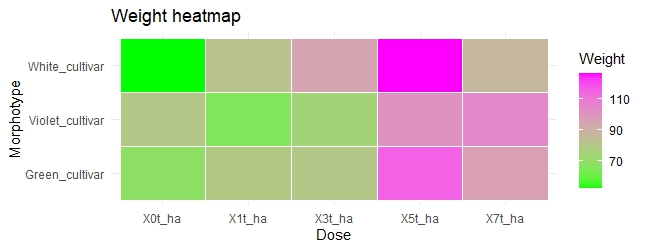 Weight heatmap
Weight
White_cultivar
Violet_cultivar
Green_cultivar
Morphotype
110
90
70
X0t_ha X1t_ha X3t_ha X5t_ha X7t_ha
Dose